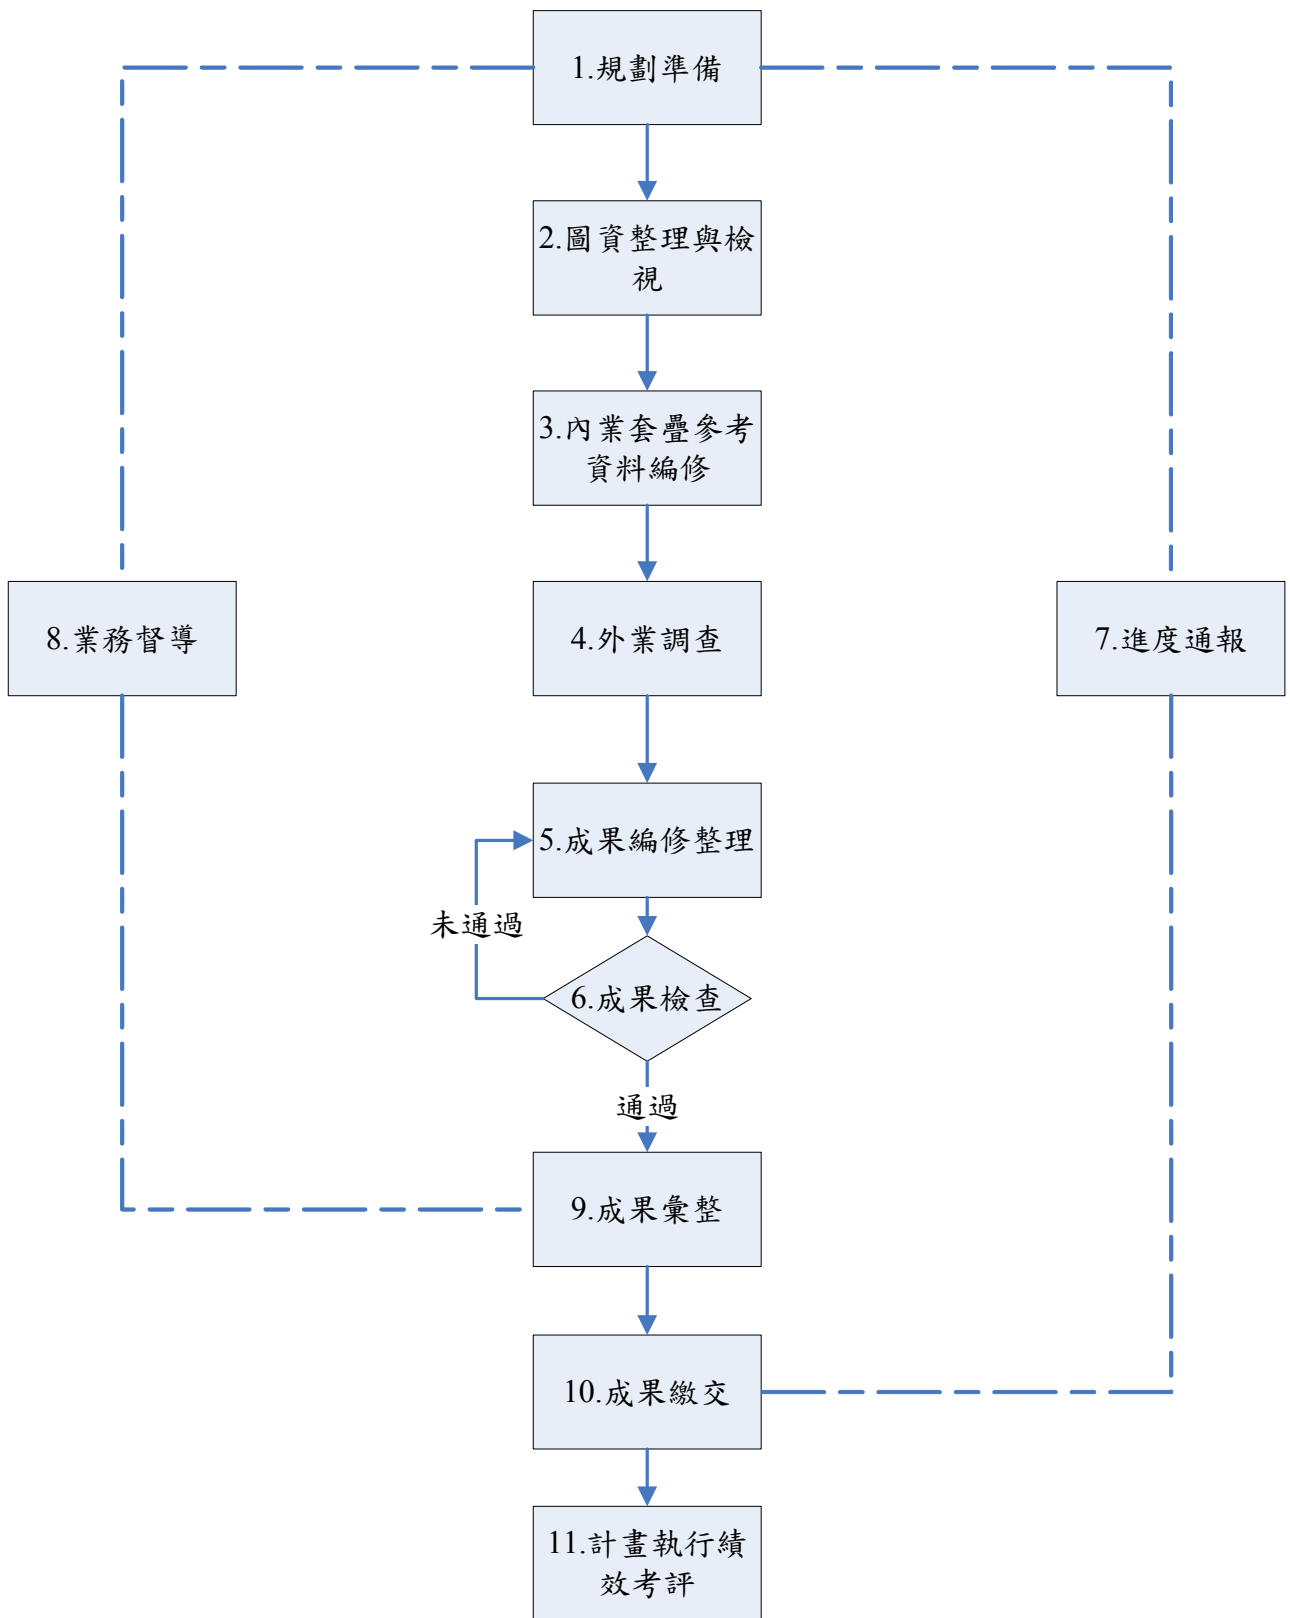 1.規劃準備
2.圖資整理與檢
視
3.內業套疊參考
資料編修
8.業務督導
4.外業調查
7.進度通報
5.成果編修整理
未通過
6.成果檢查
通過
9.成果彙整
10.成果繳交
11.計畫執行績
效考評